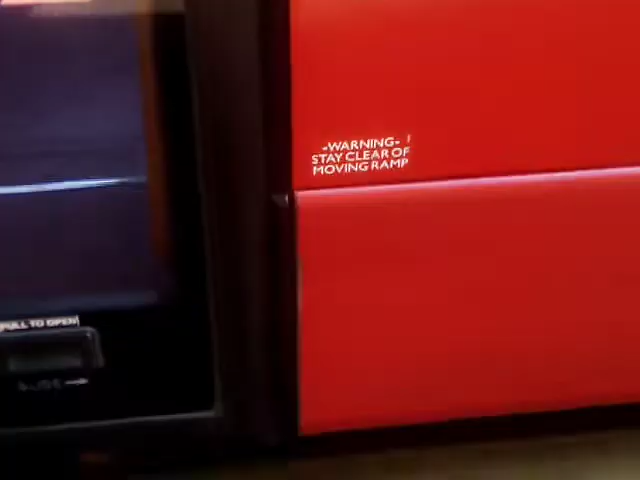 -WARNING-
STAY CLEAR OF
MOVING RAMP
PULL TO OPEN